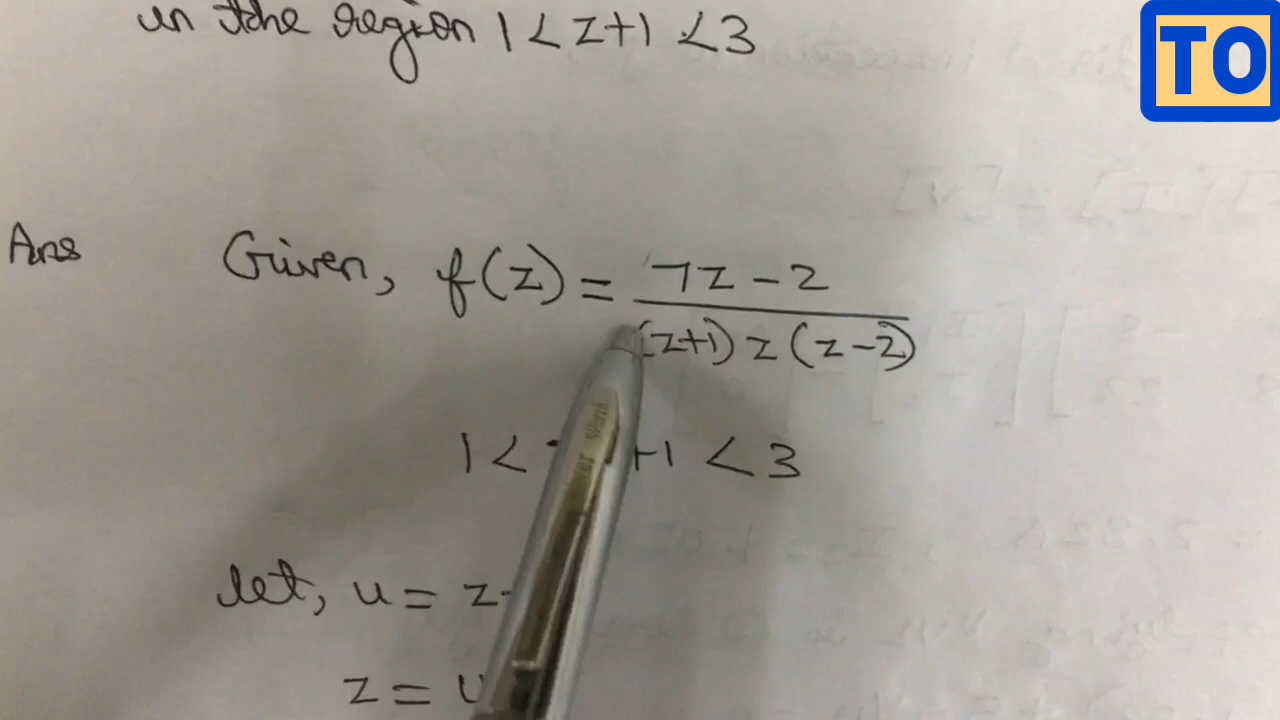 in the region 1 < z+1 < 3
TO
Ans Given, f(z) = 7z - 2
(z+1) z (z-2)
1 < +1 < 3
let, u = z
z = u